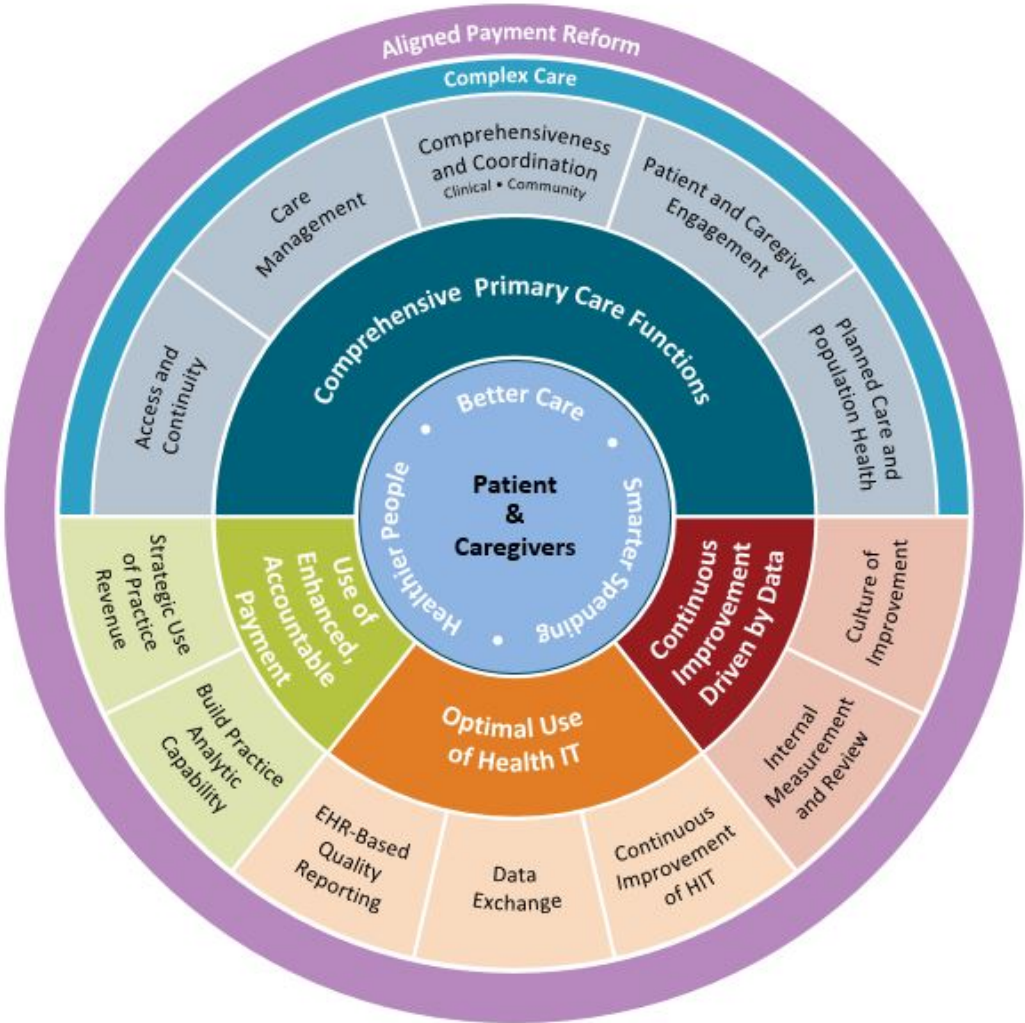 Aligned Payment Reform
Complex Care
Comprehensiveness
and Coordination
Clinical • Community
Care
Management
Patient and Caregiver
Engagement
Access and
Continuity
Planned Care and
Population Health
Comprehensive Primary Care Functions
Better Care
Smarter Spending
Healthier People
Patient
&
Caregivers
Use of
Enhanced,
Accountable
Payment
Continuous
Improvement
Driven by Data
Optimal Use
of Health IT
Strategic Use
of Practice
Revenue
Build Practice
Analytic
Capability
EHR-Based
Quality
Reporting
Data
Exchange
Continuous
Improvement
of HIT
Internal
Measurement
and Review
Culture of
Improvement